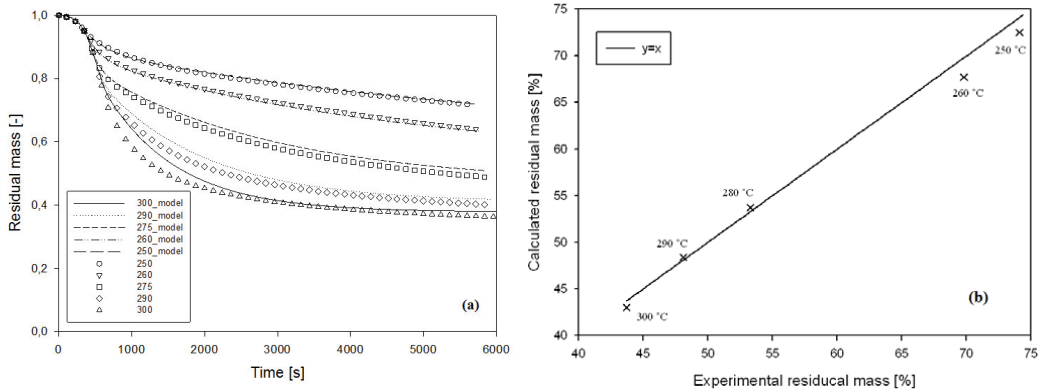 1,0
0,8
0,6
0,4
0,2
0,0
Residual mass [-]
300_model
290_model
275_model
260_model
250_model
250
260
275
290
300
(a)
0 1000 2000 3000 4000 5000 6000
Time [s]
75
70
65
60
55
50
45
40
Calculated residual mass [%]
y=x
250 °C
260 °C
280 °C
290 °C
300 °C
(b)
40 45 50 55 60 65 70 75
Experimental residucal mass [%]